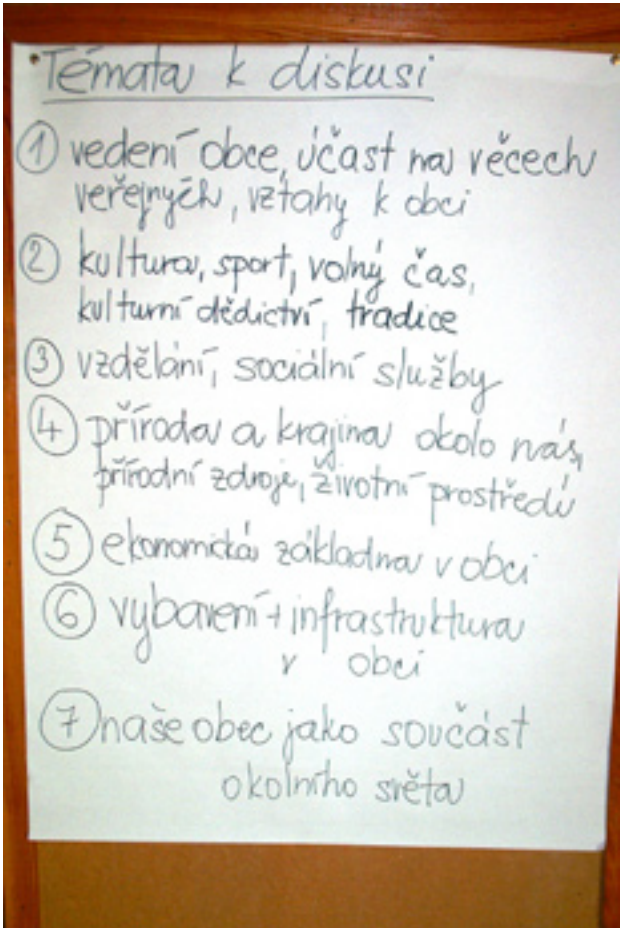 Témata k diskusi
① vedení obce, účast na věcech
veřejných, vztahy k obci
② kultura, sport, volný čas,
kulturní dědictví, tradice
③ vzdělání, sociální služby
④ příroda a krajina okolo nás,
přírodní zdroje, životní prostředí
⑤ ekonomická základna v obci
⑥ vybavení + infrastruktura
v obci
⑦ naše obec jako součást
okolního světa